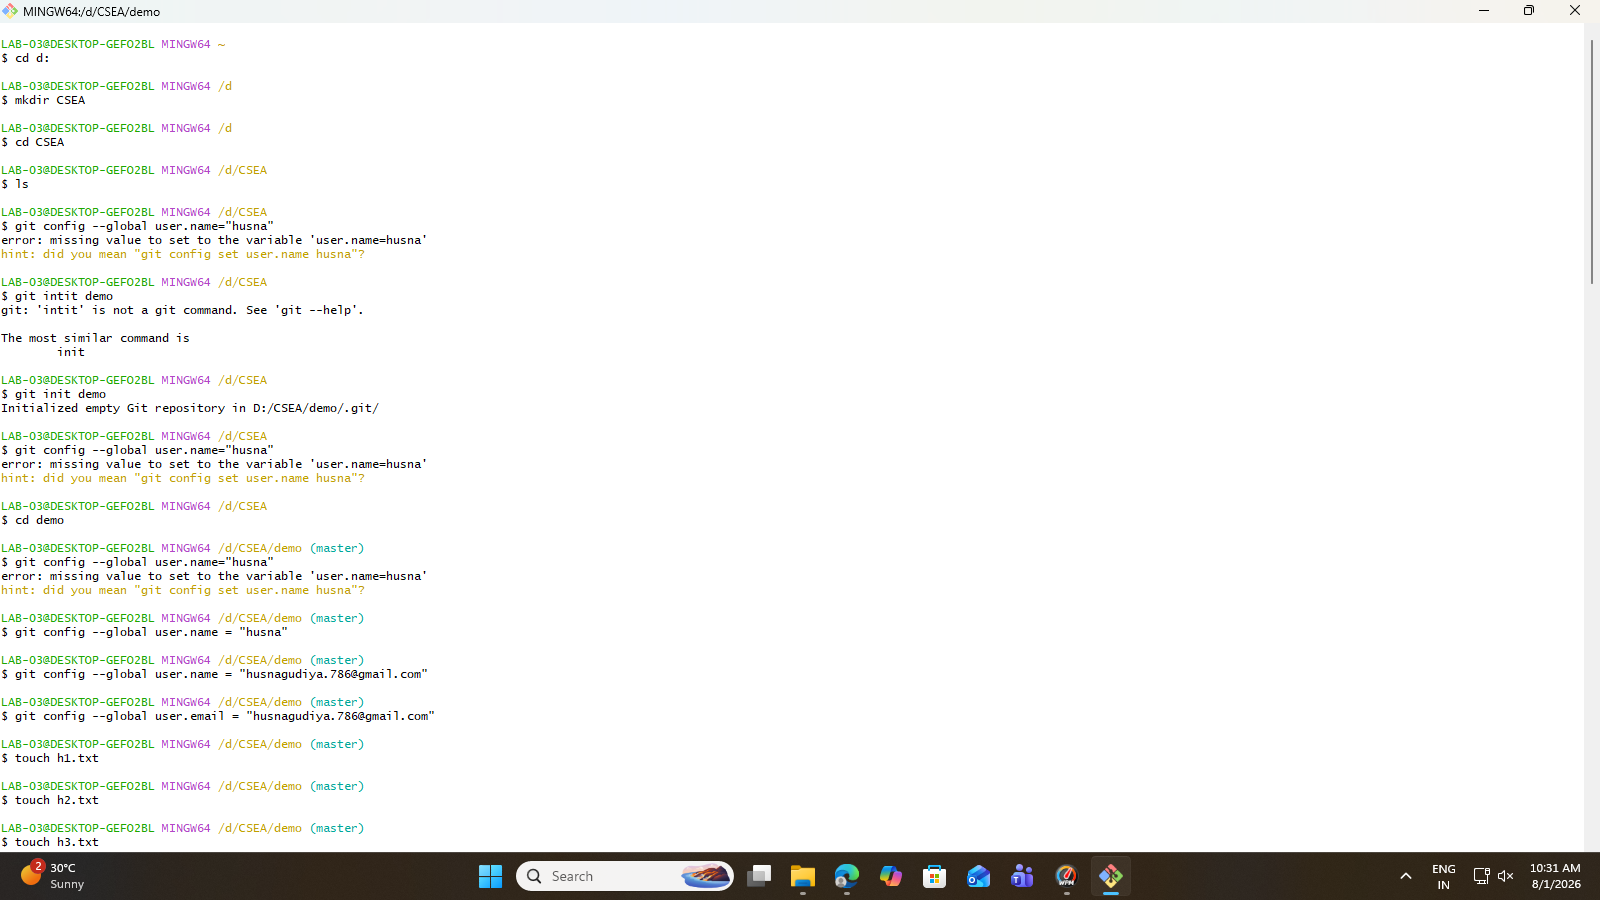 MINGW64:/d/CSEA/demo
LAB-03@DESKTOP-GEFO2BL MINGW64 ~
$ cd d:
LAB-03@DESKTOP-GEFO2BL MINGW64 /d
$ mkdir CSEA
LAB-03@DESKTOP-GEFO2BL MINGW64 /d
$ cd CSEA
LAB-03@DESKTOP-GEFO2BL MINGW64 /d/CSEA
$ ls
LAB-03@DESKTOP-GEFO2BL MINGW64 /d/CSEA
$ git config --global user.name="husna"
error: missing value to set to the variable 'user.name=husna'
hint: did you mean "git config set user.name husna"?
LAB-03@DESKTOP-GEFO2BL MINGW64 /d/CSEA
$ git intit demo
git: 'intit' is not a git command. See 'git --help'.
The most similar command is
init
LAB-03@DESKTOP-GEFO2BL MINGW64 /d/CSEA
$ git init demo
Initialized empty Git repository in D:/CSEA/demo/.git/
LAB-03@DESKTOP-GEFO2BL MINGW64 /d/CSEA
$ git config --global user.name="husna"
error: missing value to set to the variable 'user.name=husna'
hint: did you mean "git config set user.name husna"?
LAB-03@DESKTOP-GEFO2BL MINGW64 /d/CSEA
$ cd demo
LAB-03@DESKTOP-GEFO2BL MINGW64 /d/CSEA/demo (master)
$ git config --global user.name="husna"
error: missing value to set to the variable 'user.name=husna'
hint: did you mean "git config set user.name husna"?
LAB-03@DESKTOP-GEFO2BL MINGW64 /d/CSEA/demo (master)
$ git config --global user.name = "husna"
LAB-03@DESKTOP-GEFO2BL MINGW64 /d/CSEA/demo (master)
$ git config --global user.name = "husnagudiya.786@gmail.com"
LAB-03@DESKTOP-GEFO2BL MINGW64 /d/CSEA/demo (master)
$ git config --global user.email = "husnagudiya.786@gmail.com"
LAB-03@DESKTOP-GEFO2BL MINGW64 /d/CSEA/demo (master)
$ touch h1.txt
LAB-03@DESKTOP-GEFO2BL MINGW64 /d/CSEA/demo (master)
$ touch h2.txt
LAB-03@DESKTOP-GEFO2BL MINGW64 /d/CSEA/demo (master)
$ touch h3.txt
2
30°C
Sunny
Search
WPM
ENG
IN
10:31 AM
8/1/2026